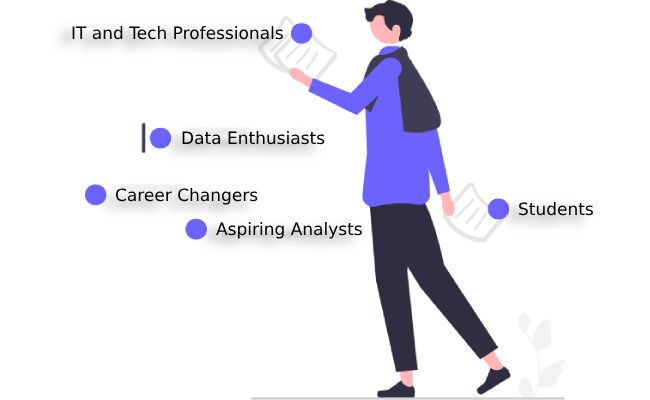 IT and Tech Professionals
Data Enthusiasts
Career Changers
Students
Aspiring Analysts